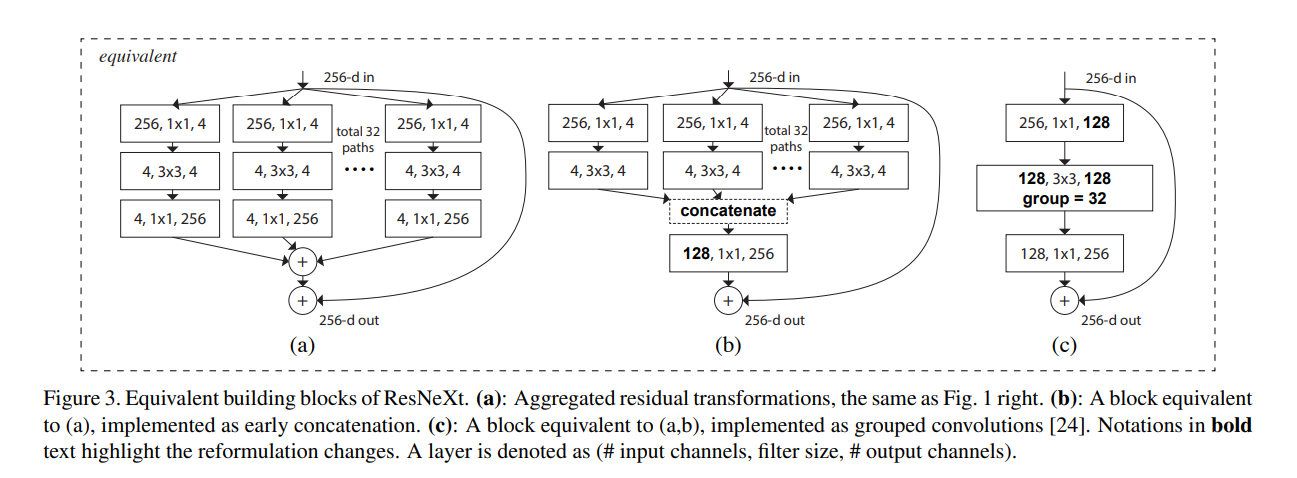 equivalent
256-d in
256, 1x1, 4
256, 1x1, 4
total 32
paths
....
256, 1x1, 4
4, 3x3, 4
4, 3x3, 4
4, 3x3, 4
4, 1x1, 256
4, 1x1, 256
4, 1x1, 256
+
+
256-d out
(a)
256-d in
256, 1x1, 4
256, 1x1, 4
total 32
paths
....
256, 1x1, 4
4, 3x3, 4
4, 3x3, 4
4, 3x3, 4
concatenate
128, 1x1, 256
+
256-d out
(b)
256-d in
256, 1x1, 128
128, 3x3, 128
group = 32
128, 1x1, 256
+
256-d out
(c)
Figure 3. Equivalent building blocks of ResNeXt. (a): Aggregated residual transformations, the same as Fig. 1 right. (b): A block equivalent
to (a), implemented as early concatenation. (c): A block equivalent to (a,b), implemented as grouped convolutions [24]. Notations in bold
text highlight the reformulation changes. A layer is denoted as (# input channels, filter size, # output channels).